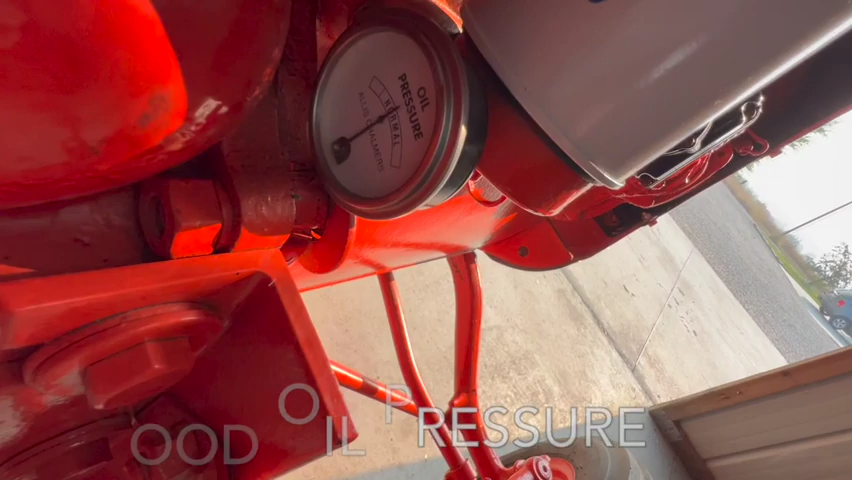 OIL
PRESSURE
NORMAL
ALLIS CHALMERS
OOD OIL PRESSURE